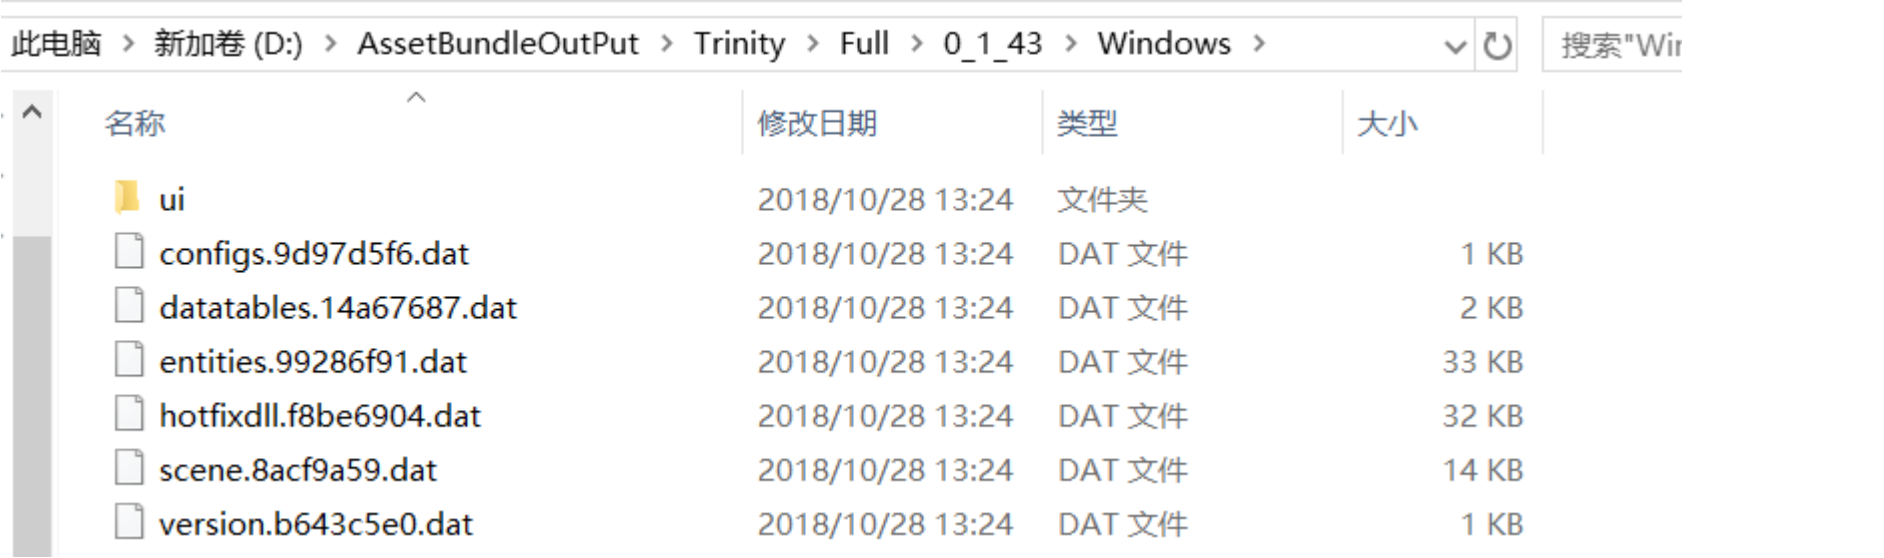 此电脑 > 新加卷 (D:) > AssetBundleOutPut > Trinity > Full > 0_1_43 > Windows > 搜索"Wir
名称 修改日期 类型 大小
ui 2018/10/28 13:24 文件夹
configs.9d97d5f6.dat 2018/10/28 13:24 DAT 文件 1 KB
datatables.14a67687.dat 2018/10/28 13:24 DAT 文件 2 KB
entities.99286f91.dat 2018/10/28 13:24 DAT 文件 33 KB
hotfixdll.f8be6904.dat 2018/10/28 13:24 DAT 文件 32 KB
scene.8acf9a59.dat 2018/10/28 13:24 DAT 文件 14 KB
version.b643c5e0.dat 2018/10/28 13:24 DAT 文件 1 KB